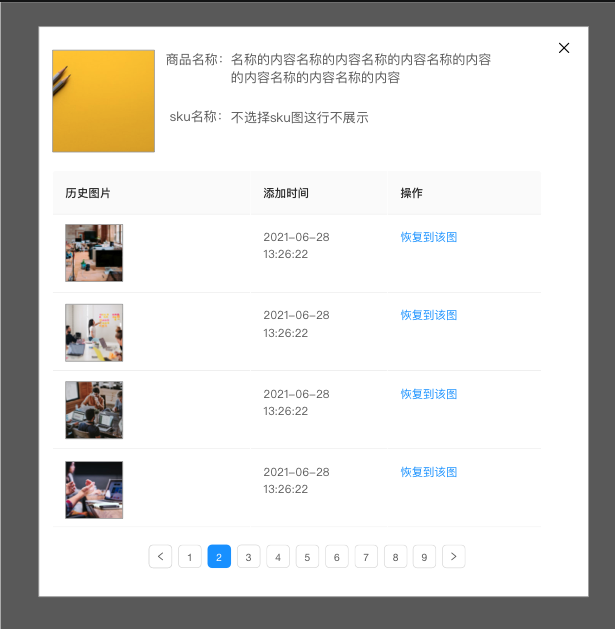 商品名称： 名称的内容名称的内容名称的内容名称的内容
的内容名称的内容名称的内容
sku名称： 不选择sku图这行不展示
历史图片 添加时间 操作
2021-06-28 恢复到该图
13:26:22
2021-06-28 恢复到该图
13:26:22
2021-06-28 恢复到该图
13:26:22
2021-06-28 恢复到该图
13:26:22
1 2 3 4 5 6 7 8 9